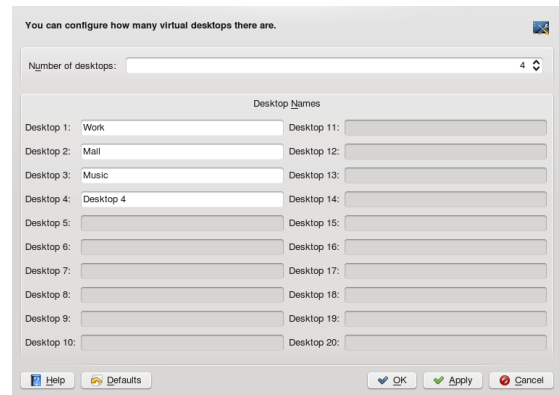 You can configure how many virtual desktops there are.
Number of desktops: 4
Desktop Names
Desktop 1: Work Desktop 11:
Desktop 2: Mail Desktop 12:
Desktop 3: Music Desktop 13:
Desktop 4: Desktop 4 Desktop 14:
Desktop 5: Desktop 15:
Desktop 6: Desktop 16:
Desktop 7: Desktop 17:
Desktop 8: Desktop 18:
Desktop 9: Desktop 19:
Desktop 10: Desktop 20:
Help Defaults OK Apply Cancel